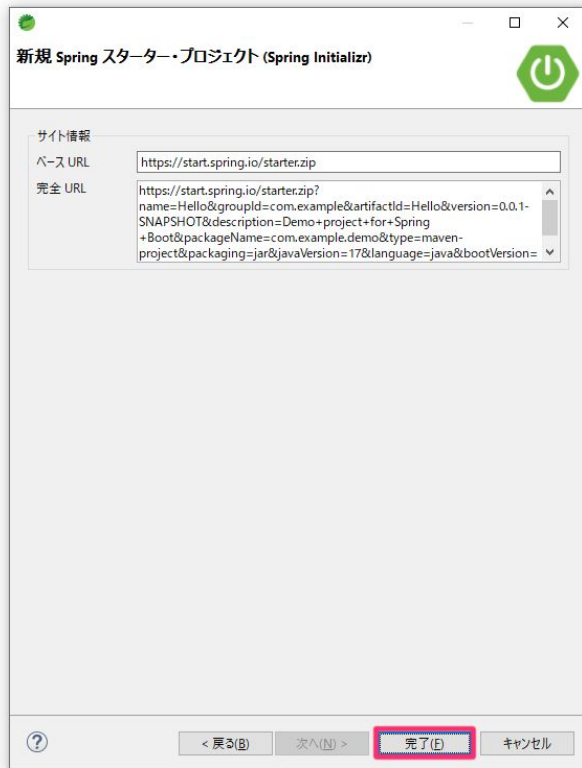 新規 Spring スターター・プロジェクト (Spring Initializr)
サイト情報
ベース URL
https://start.spring.io/starter.zip
完全 URL
https://start.spring.io/starter.zip?
name=Hello&groupId=com.example&artifactId=Hello&version=0.0.1-
SNAPSHOT&description=Demo+project+for+Spring
+Boot&packageName=com.example.demo&type=maven-
project&packaging=jar&javaVersion=17&language=java&bootVersion=
< 戻る(B)
次へ(N) >
完了(F)
キャンセル